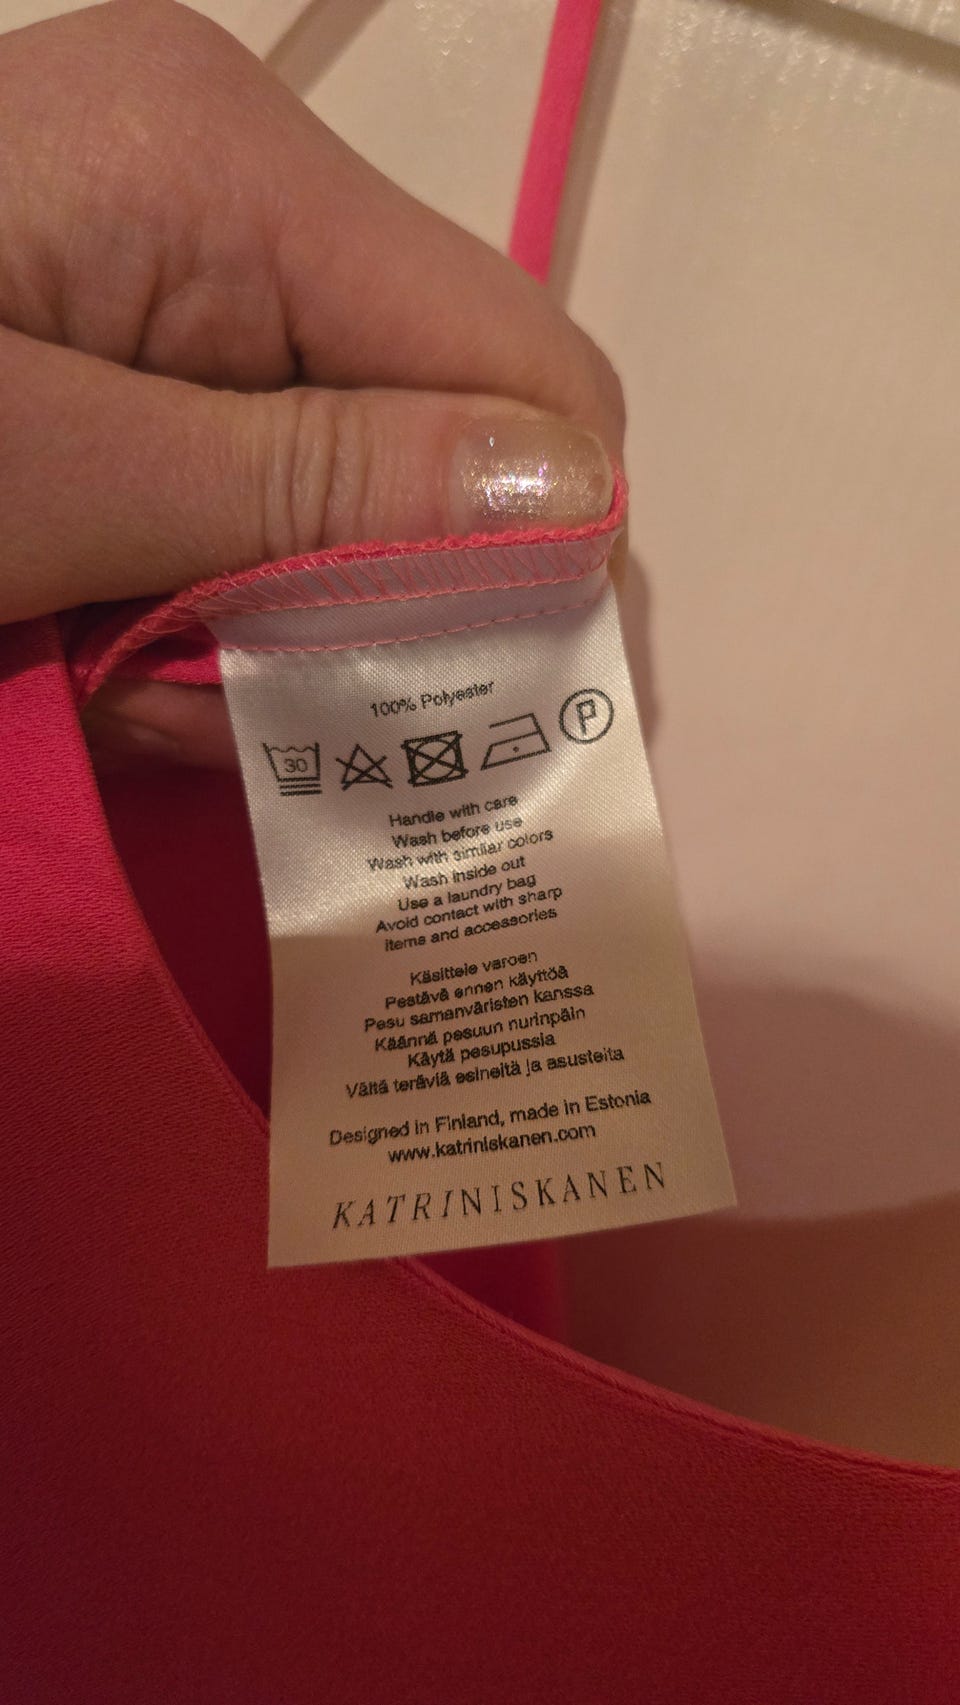 100% Polyester
30 P
Handle with care
Wash before use
Wash with similar colors
Wash inside out
Use a laundry bag
Avoid contact with sharp
items and accessories
Käsittele varoen
Pestävä ennen käyttöä
Pesu samanväristen kanssa
Käännä pesuun nurinpäin
Käytä pesupussia
Vältä teräviä esineitä ja asusteita
Designed in Finland, made in Estonia
www.katriniskanen.com
KATRINISKANEN